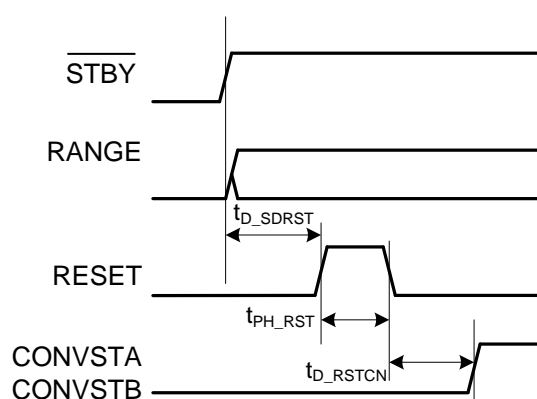 STBY
RANGE
tD_SDRST
RESET
tPH_RST
tD_RSTCN
CONVSTA
CONVSTB